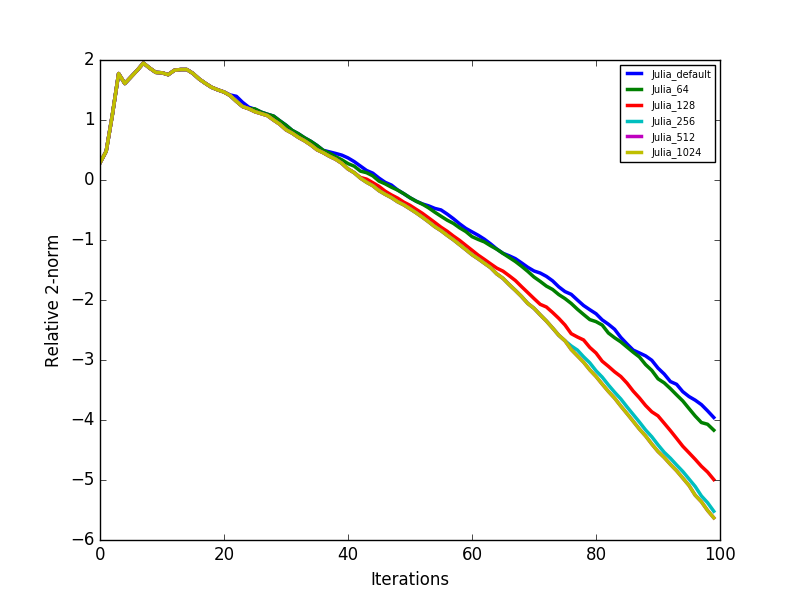 2
1
0
−1
−2
−3
−4
−5
−6
0 20 40 60 80 100
Iterations
Relative 2-norm
Julia_default
Julia_64
Julia_128
Julia_256
Julia_512
Julia_1024